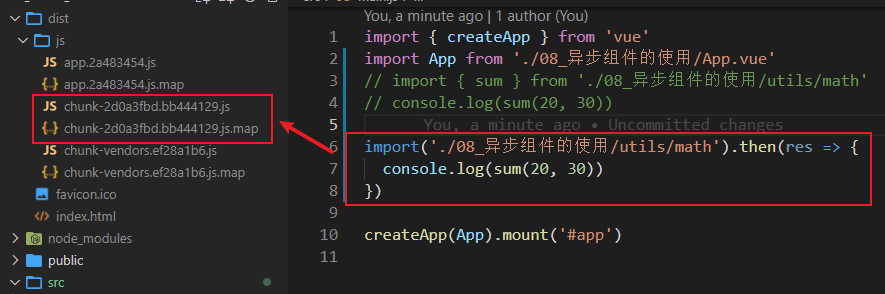 dist
js
JS app.2a483454.js
{..} app.2a483454.js.map
JS chunk-2d0a3fbd.bb444129.js
{..} chunk-2d0a3fbd.bb444129.js.map
JS chunk-vendors.ef28a1b6.js
{..} chunk-vendors.ef28a1b6.js.map
favicon.ico
<> index.html
node_modules
public
src
You, a minute ago | 1 author (You)
1 import { createApp } from 'vue'
2 import App from './08_异步组件的使用/App.vue'
3 // import { sum } from './08_异步组件的使用/utils/math'
4 // console.log(sum(20, 30))
5 You, a minute ago • Uncommitted changes
6 import('./08_异步组件的使用/utils/math').then(res => {
7 console.log(sum(20, 30))
8 })
9
10 createApp(App).mount('#app')
11